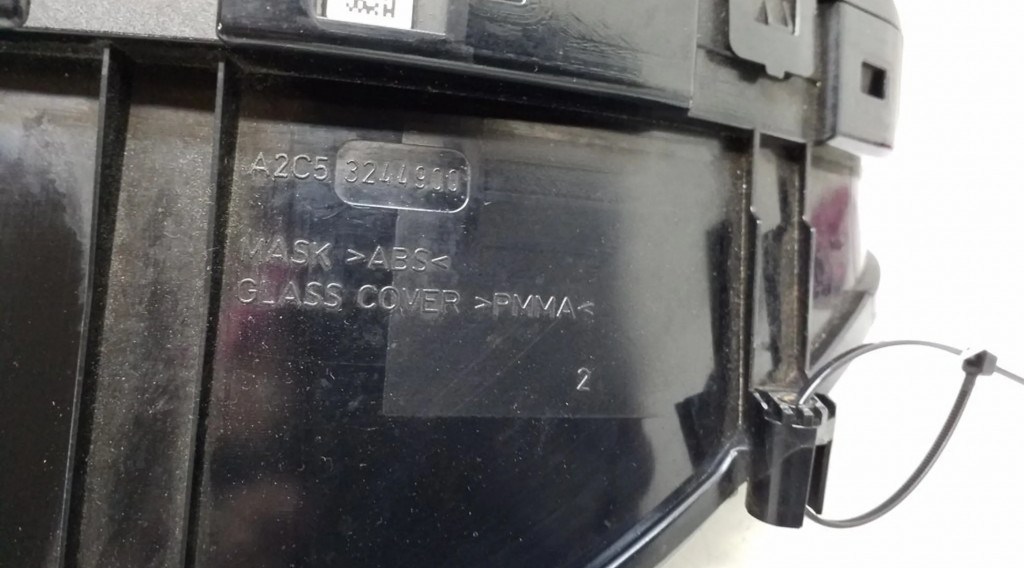 A2C5 3244900
MASK >ABS<
GLASS COVER >PMMA<
2